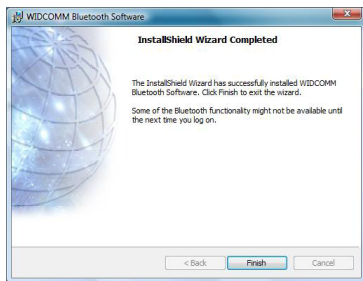 WIDCOMM Bluetooth Software
InstallShield Wizard Completed
The InstallShield Wizard has successfully installed WIDCOMM
Bluetooth Software. Click Finish to exit the wizard.
Some of the Bluetooth functionality might not be available until
the next time you log on.
< Back
Finish
Cancel